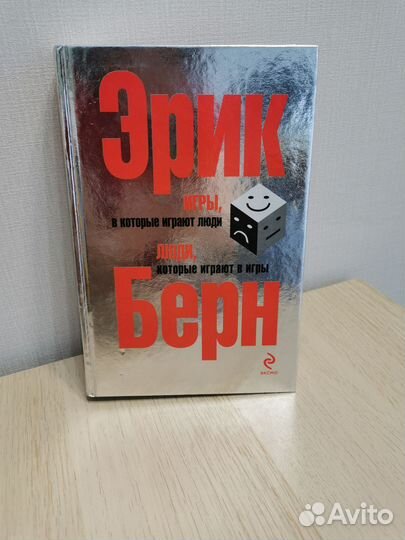 Эрик
ИГРЫ,
в которые играют люди
ЛЮДИ,
которые играют в игры
Берн
ЭКСМО
Avito